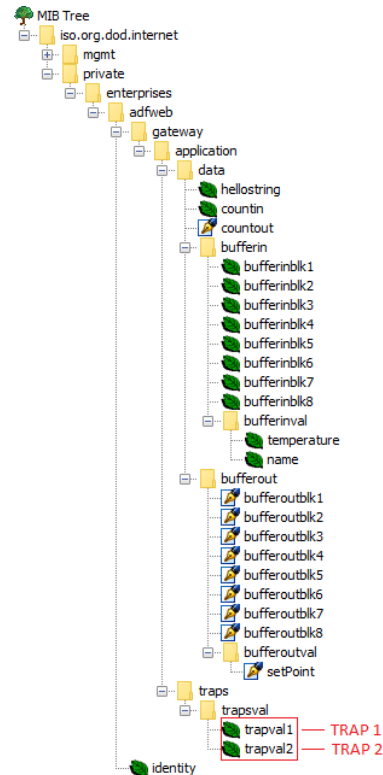 MIB Tree
iso.org.dod.internet
mgmt
private
enterprises
adfweb
gateway
application
data
hellostring
countin
countout
bufferin
bufferinblk1
bufferinblk2
bufferinblk3
bufferinblk4
bufferinblk5
bufferinblk6
bufferinblk7
bufferinblk8
bufferinval
temperature
name
bufferout
bufferoutblk1
bufferoutblk2
bufferoutblk3
bufferoutblk4
bufferoutblk5
bufferoutblk6
bufferoutblk7
bufferoutblk8
bufferoutval
setPoint
traps
trapsval
trapval1 TRAP 1
trapval2 TRAP 2
identity